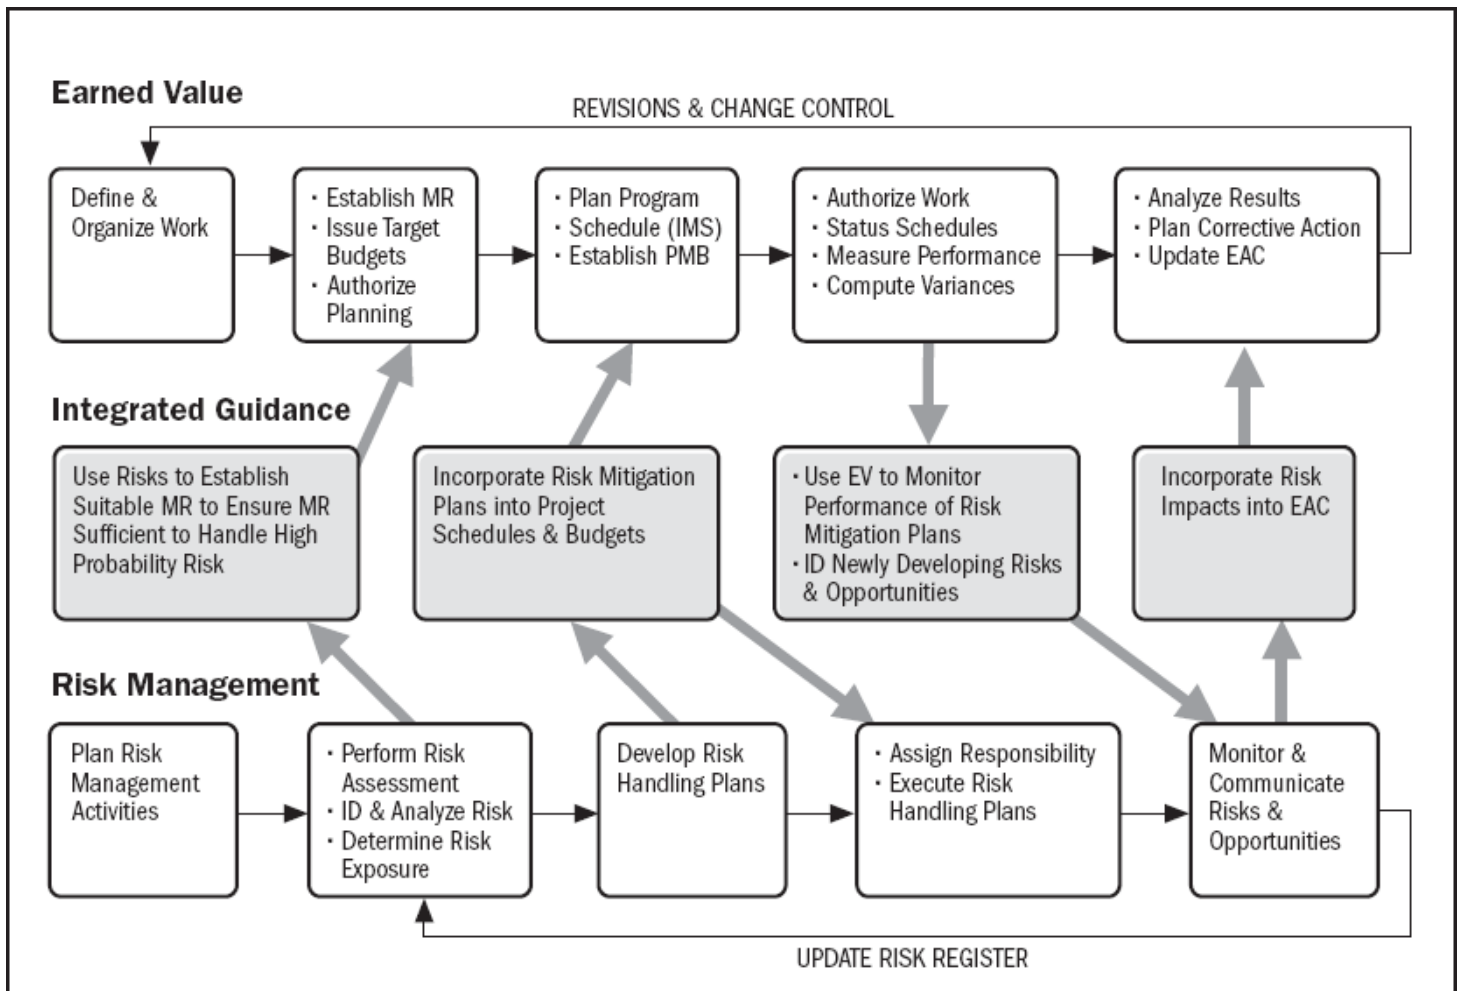 Earned Value
REVISIONS & CHANGE CONTROL
Define &
Organize Work
· Establish MR
· Issue Target
Budgets
· Authorize
Planning
· Plan Program
· Schedule (IMS)
· Establish PMB
· Authorize Work
· Status Schedules
· Measure Performance
· Compute Variances
· Analyze Results
· Plan Corrective Action
· Update EAC
Integrated Guidance
Use Risks to Establish
Suitable MR to Ensure MR
Sufficient to Handle High
Probability Risk
Incorporate Risk Mitigation
Plans into Project
Schedules & Budgets
· Use EV to Monitor
Performance of Risk
Mitigation Plans
· ID Newly Developing Risks
& Opportunities
Incorporate Risk
Impacts into EAC
Risk Management
Plan Risk
Management
Activities
· Perform Risk
Assessment
· ID & Analyze Risk
· Determine Risk
Exposure
Develop Risk
Handling Plans
· Assign Responsibility
· Execute Risk
Handling Plans
Monitor &
Communicate
Risks &
Opportunities
UPDATE RISK REGISTER